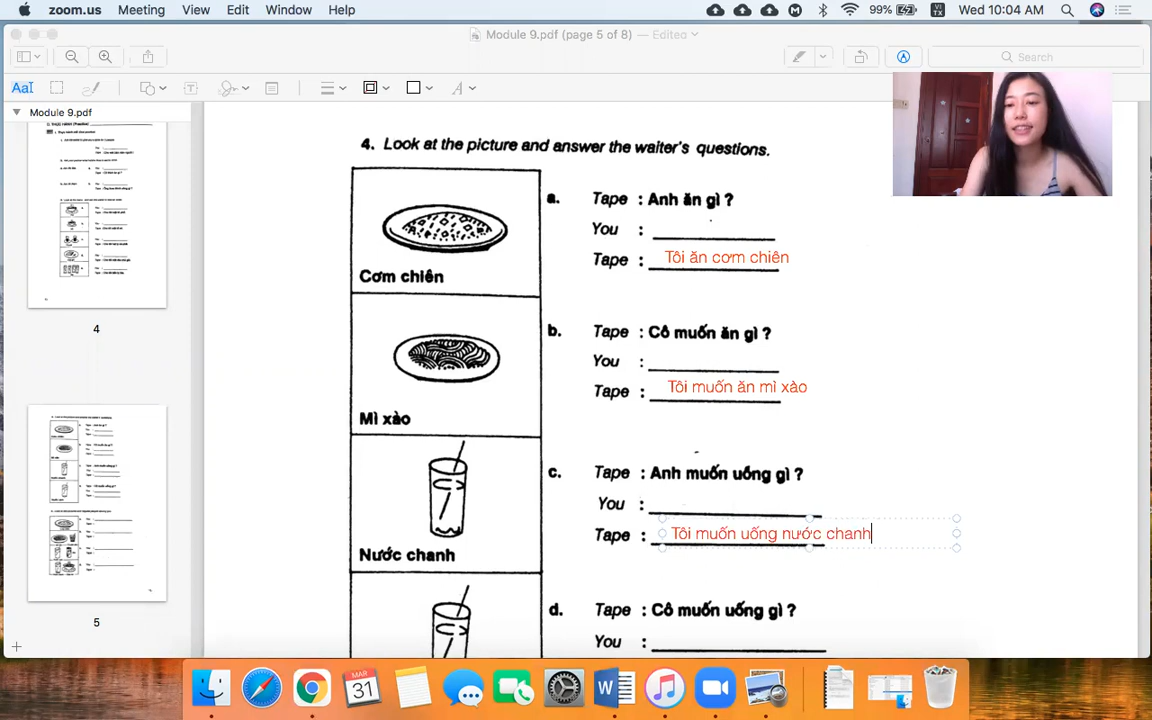 zoom.us Meeting View Edit Window Help 99% VI TX Wed 10:04 AM
Module 9.pdf (page 5 of 8) — Edited
Search
AaI
Module 9.pdf
4
5
4. Look at the picture and answer the waiter's questions.
a. Tape : Anh ăn gì ?
You :
Tape : Tôi ăn cơm chiên
Cơm chiên
b. Tape : Cô muốn ăn gì ?
You :
Tape : Tôi muốn ăn mì xào
Mì xào
c. Tape : Anh muốn uống gì ?
You :
Tape : Tôi muốn uống nước chanh
Nước chanh
d. Tape : Cô muốn uống gì ?
You :
MAR
31